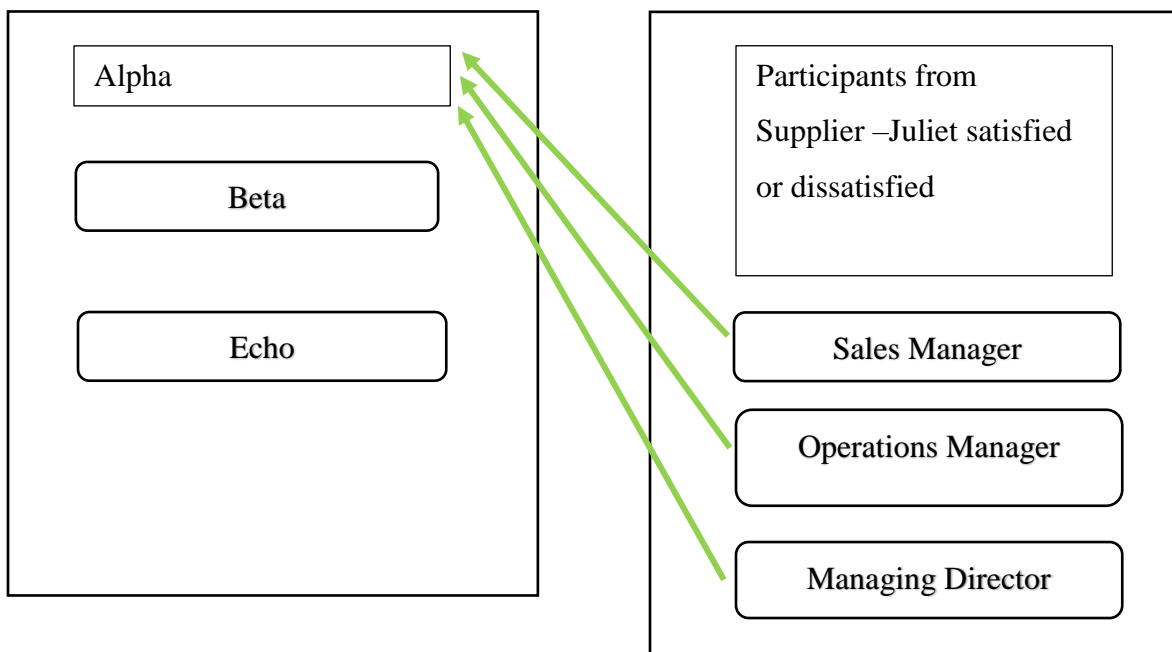 Alpha
Beta
Echo
Participants from
Supplier –Juliet satisfied
or dissatisfied
Sales Manager
Operations Manager
Managing Director